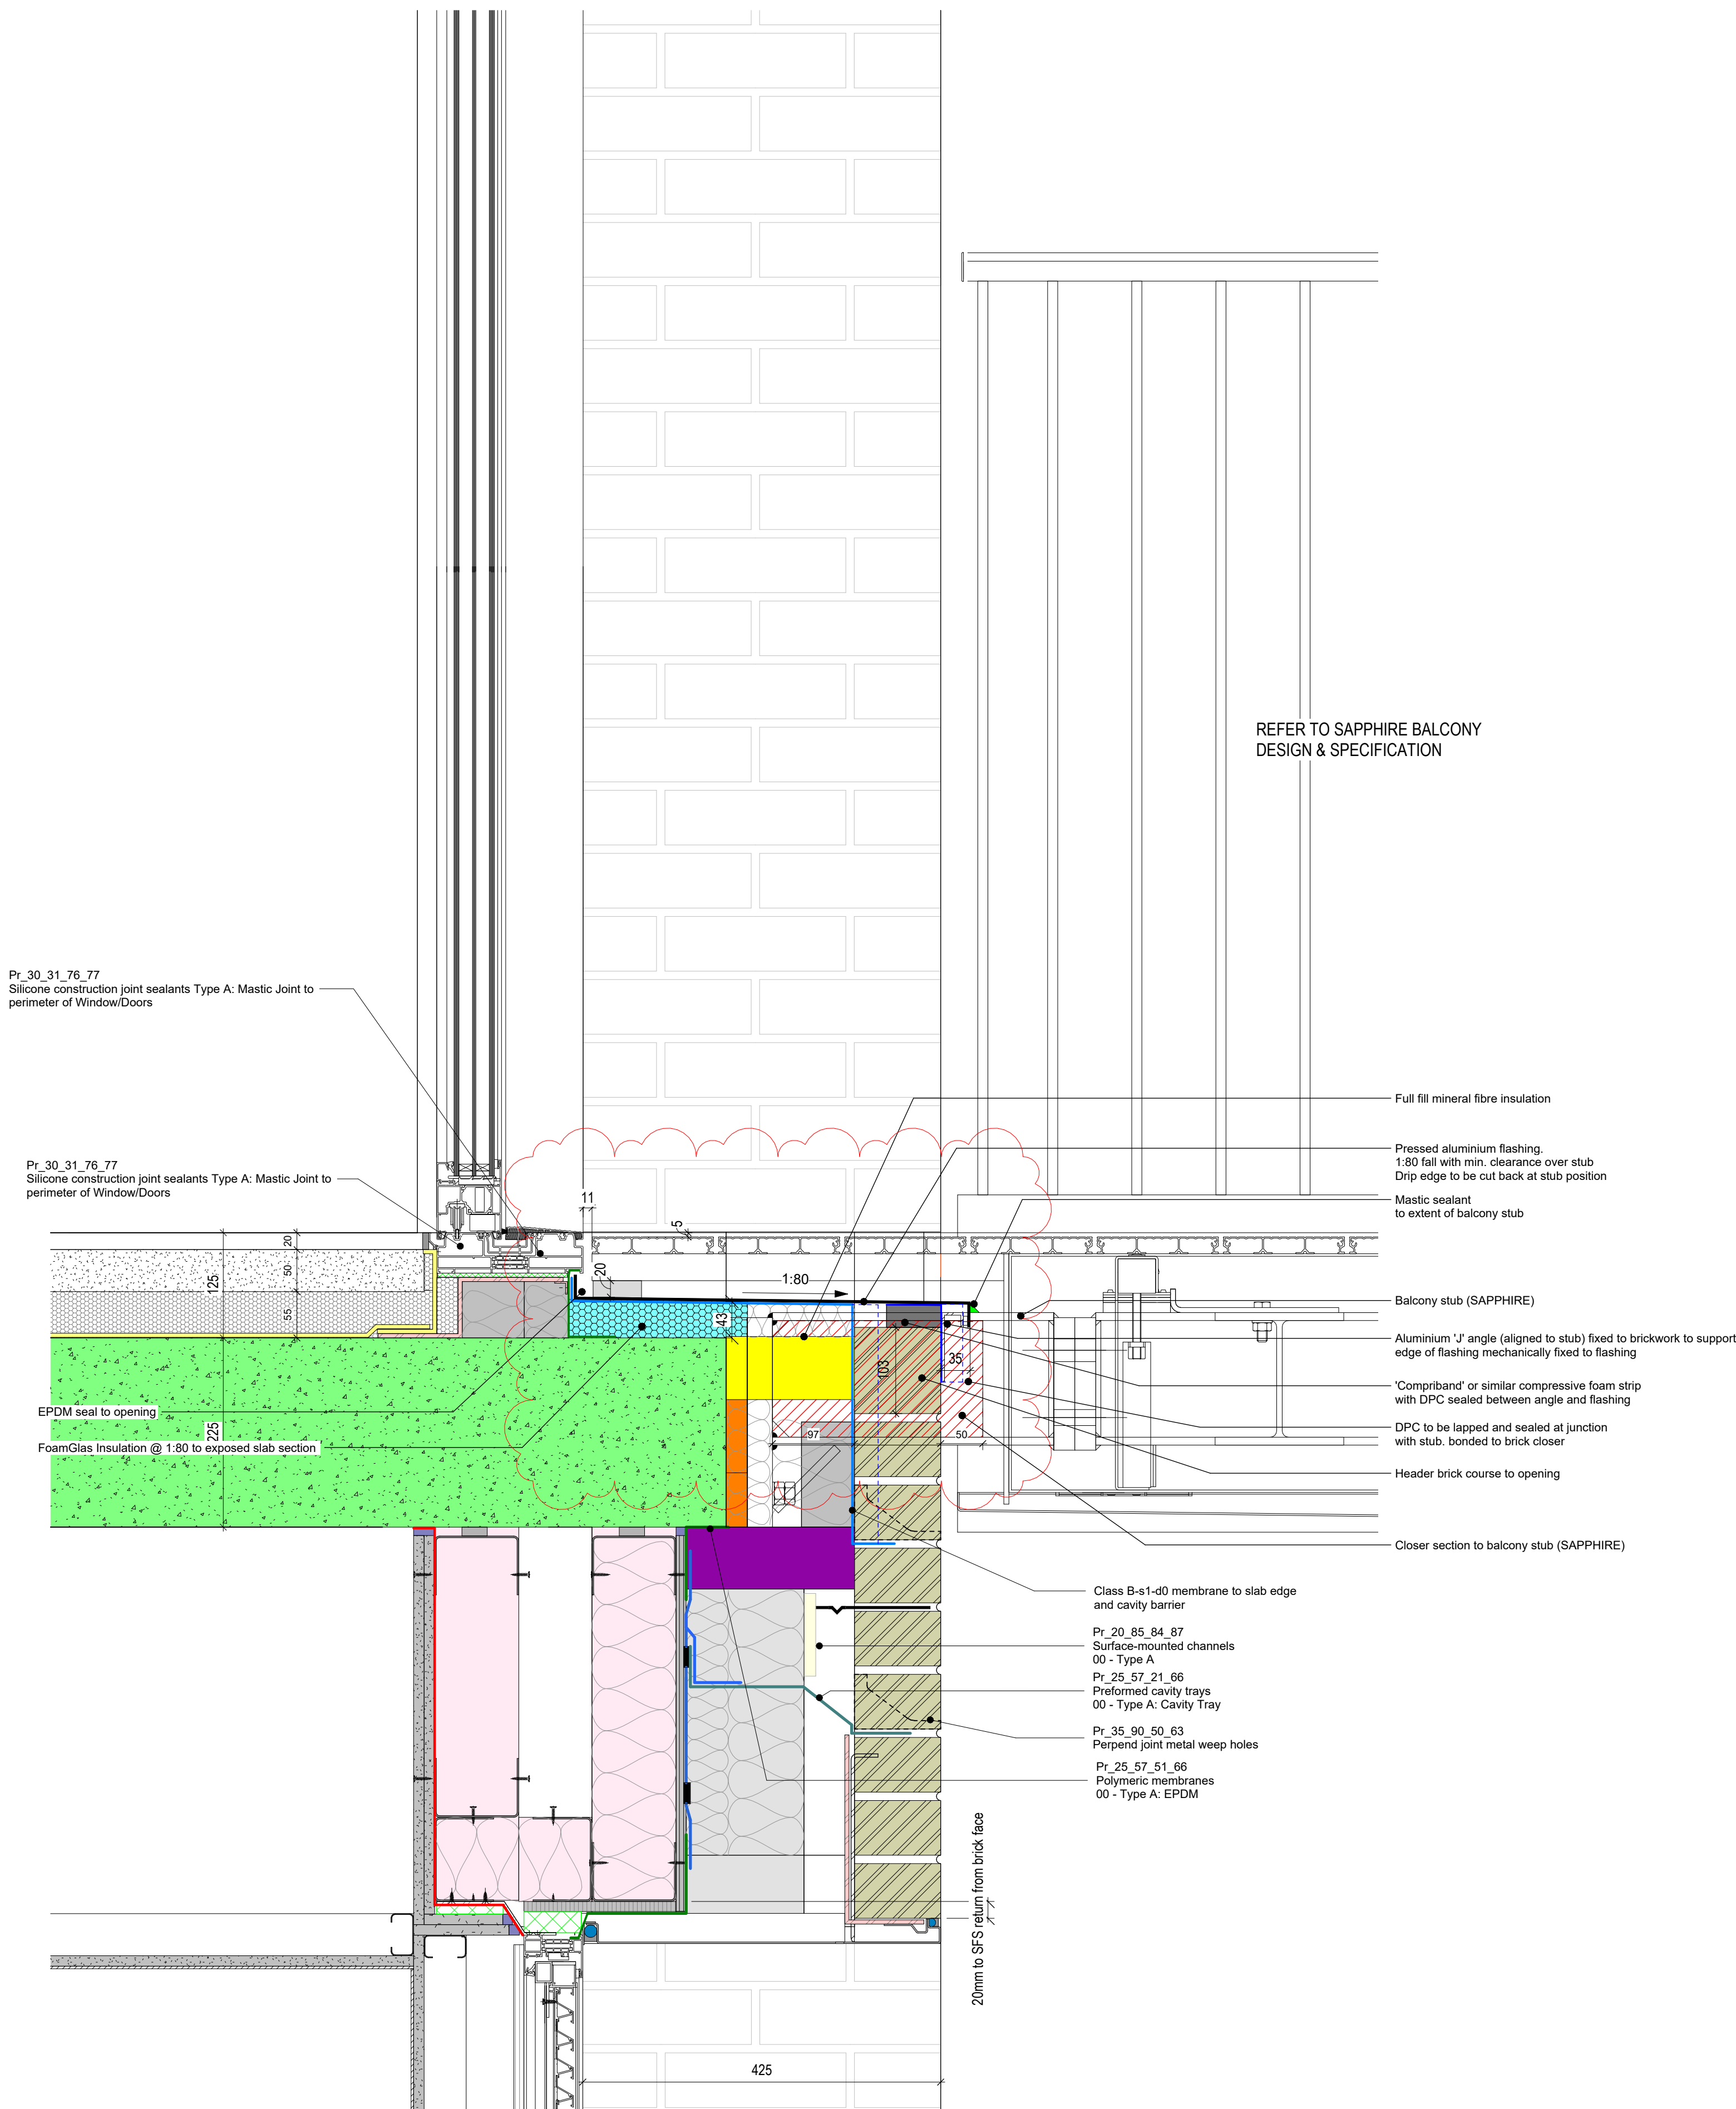 REFER TO SAPPHIRE BALCONY
DESIGN & SPECIFICATION
Pr_30_31_76_77
Silicone construction joint sealants Type A: Mastic Joint to
perimeter of Window/Doors
Pr_30_31_76_77
Silicone construction joint sealants Type A: Mastic Joint to
perimeter of Window/Doors
Full fill mineral fibre insulation
Pressed aluminium flashing.
1:80 fall with min. clearance over stub
Drip edge to be cut back at stub position
Mastic sealant
to extent of balcony stub
11
5
20
50
55
125
225
20
1:80
43
Balcony stub (SAPPHIRE)
Aluminium 'J' angle (aligned to stub) fixed to brickwork to support
edge of flashing mechanically fixed to flashing
103
35
'Compriband' or similar compressive foam strip
with DPC sealed between angle and flashing
EPDM seal to opening
DPC to be lapped and sealed at junction
with stub. bonded to brick closer
97
50
FoamGlas Insulation @ 1:80 to exposed slab section
Header brick course to opening
Closer section to balcony stub (SAPPHIRE)
Class B-s1-d0 membrane to slab edge
and cavity barrier
Pr_20_85_84_87
Surface-mounted channels
00 - Type A
Pr_25_57_21_66
Preformed cavity trays
00 - Type A: Cavity Tray
Pr_35_90_50_63
Perpend joint metal weep holes
Pr_25_57_51_66
Polymeric membranes
00 - Type A: EPDM
20mm to SFS return from brick face
425